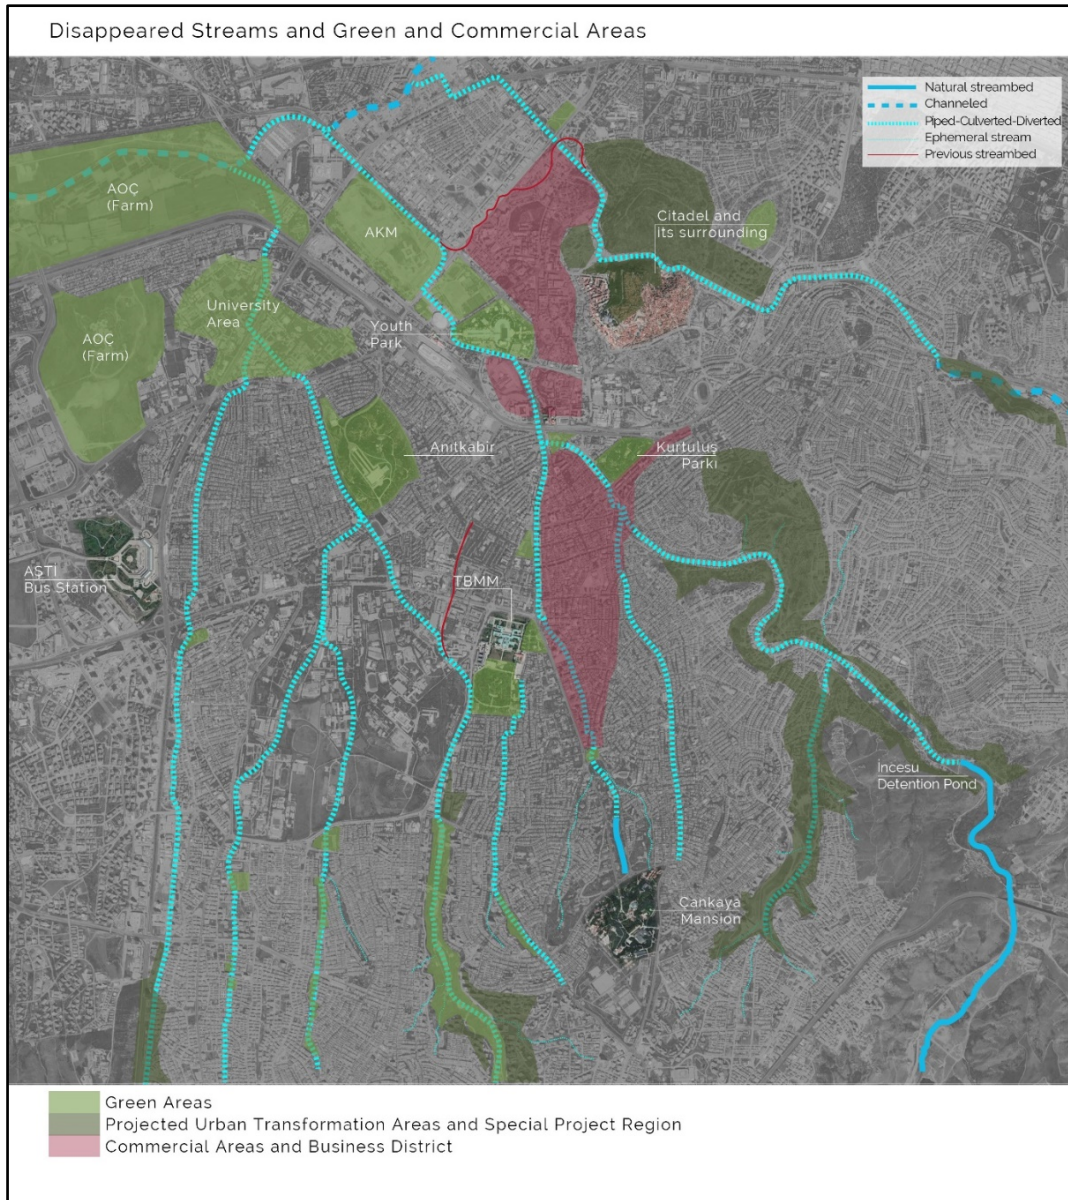 Disappeared Streams and Green and Commercial Areas
Natural streambed
Channeled
Piped-Culverted-Diverted
Ephemeral stream
Previous streambed
AOÇ
(Farm)
AKM
Citadel and
its surrounding
University
Area
Youth
Park
AOÇ
(Farm)
Anıtkabir
Kurtuluş
Parkı
AŞTİ
Bus Station
TBMM
İncesu
Detention Pond
Çankaya
Mansion
Green Areas
Projected Urban Transformation Areas and Special Project Region
Commercial Areas and Business District